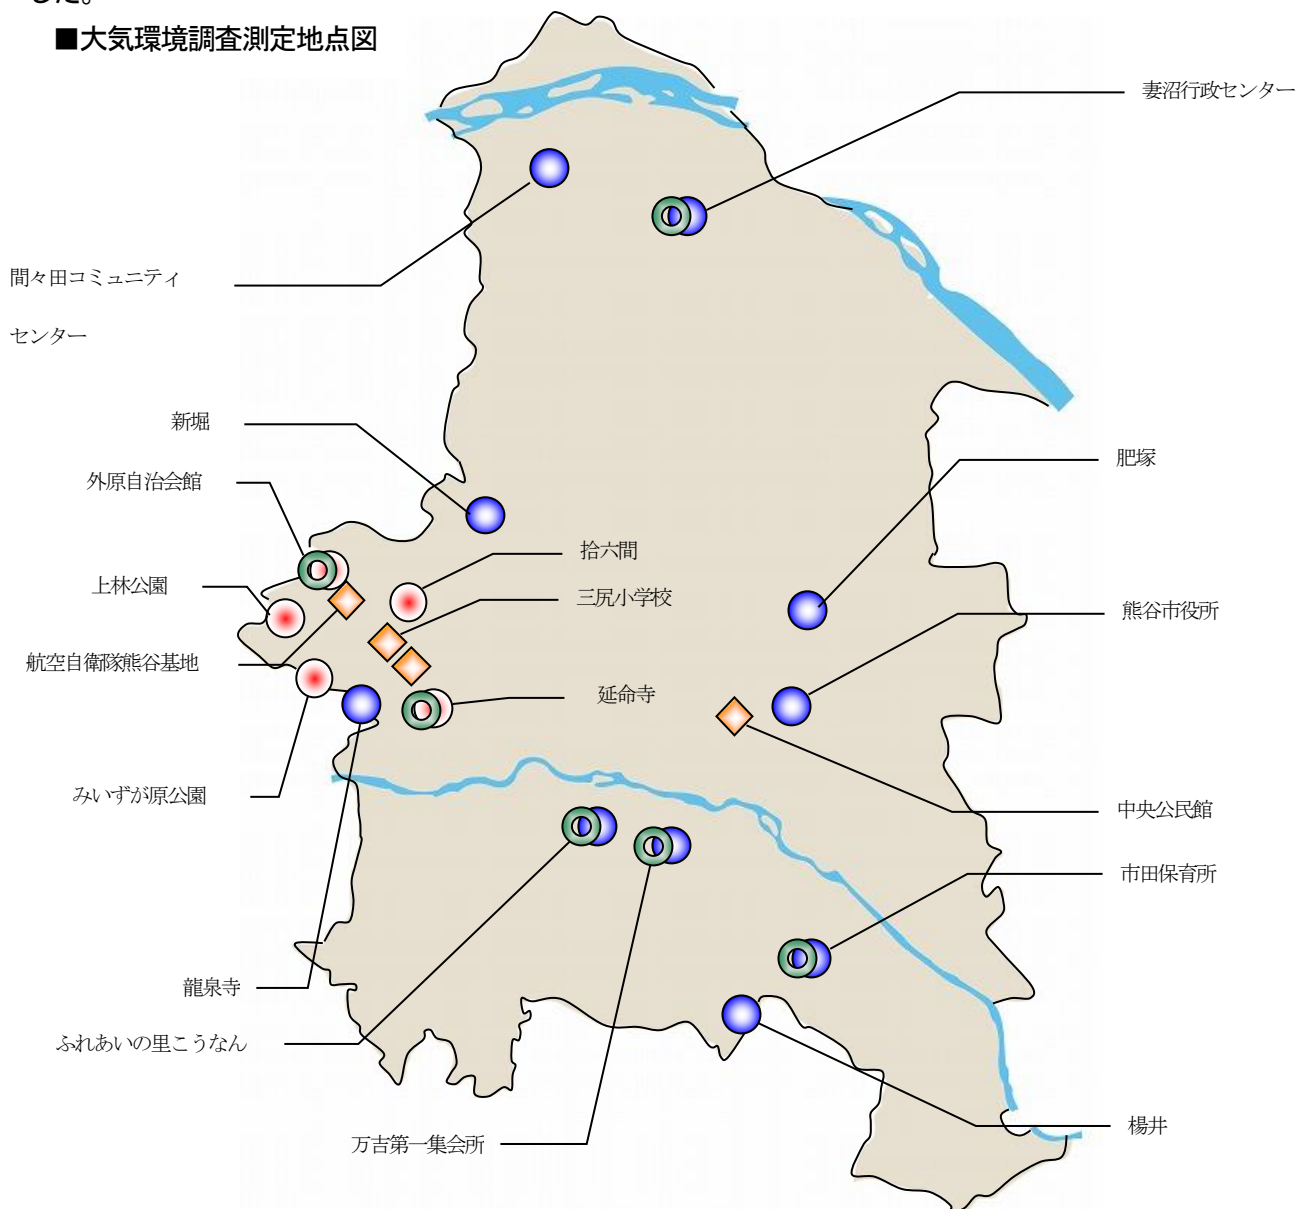 した。
■大気環境調査測定地点図
妻沼行政センター
間々田コミュニティ
センター
新堀
肥塚
外原自治会館
拾六間
上林公園
三尻小学校
熊谷市役所
航空自衛隊熊谷基地
延命寺
みいずが原公園
中央公民館
市田保育所
龍泉寺
ふれあいの里こうなん
万吉第一集会所
楊井